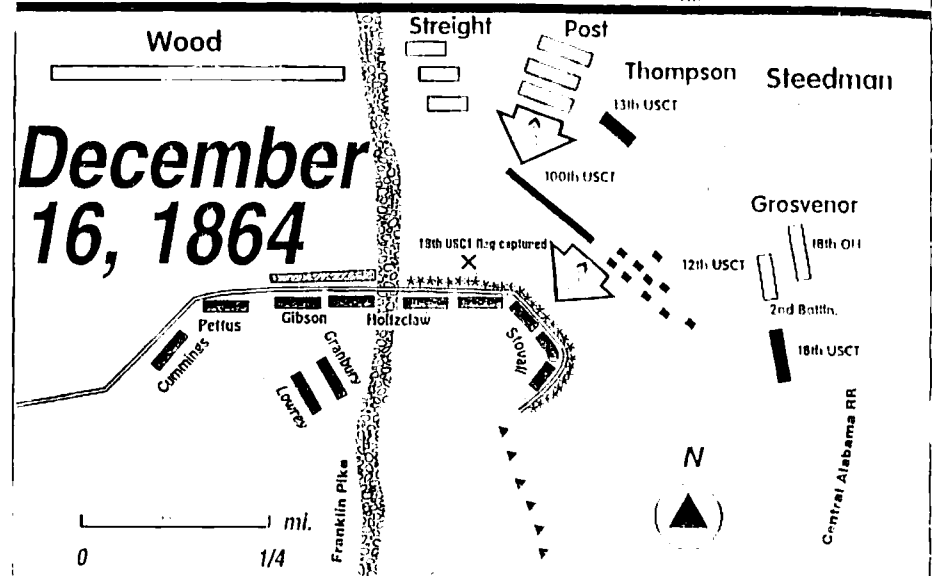 Wood
Streight
Post
Thompson
Steedman
13th USCT
December
16, 1864
100th USCT
Grosvenor
18th OH
12th USCT
2nd Battln.
18th USCT
13th USCT flag captured
Pettus
Gibson
Holtzclaw
Stovall
Cummings
Granbury
Lowrey
Franklin Pike
Central Alabama RR
N
mi.
0
1/4